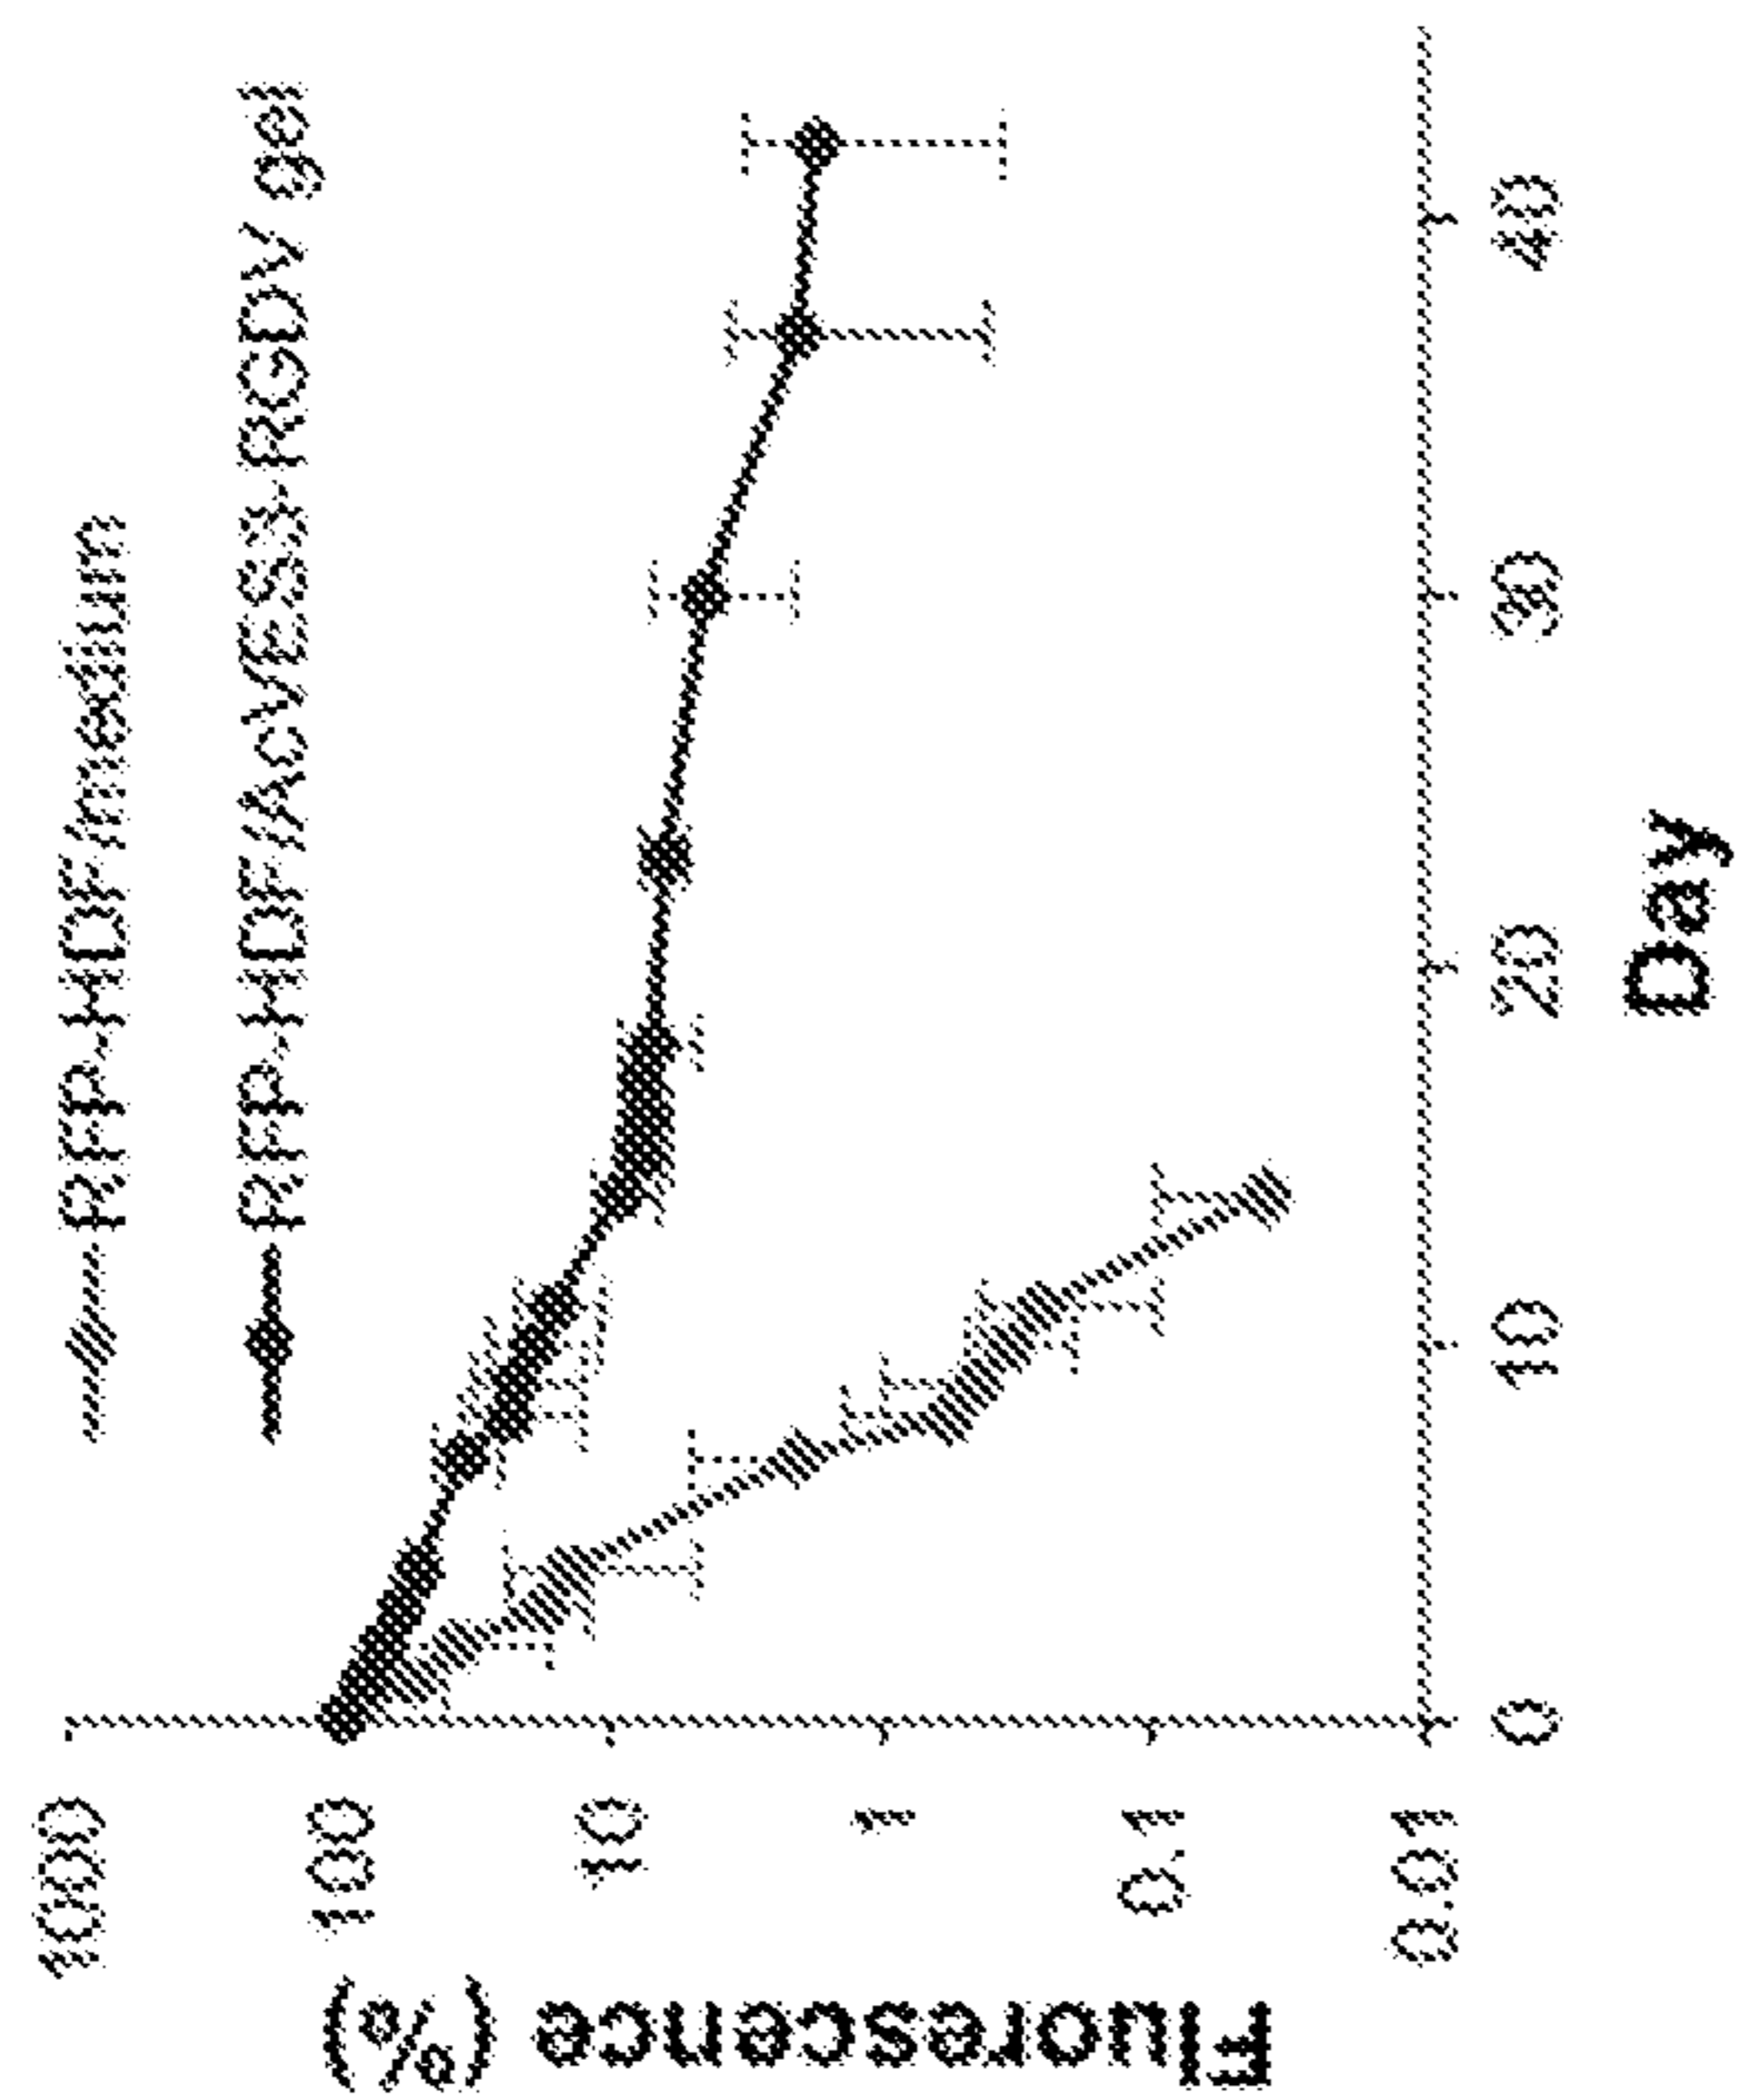 RFP-HDF/medium
RFP-HDF/AcVES3-RGDV gel
1000
100
10
1
0.1
0.01
Fluorescence (%)
0 10 20 30 40
Day